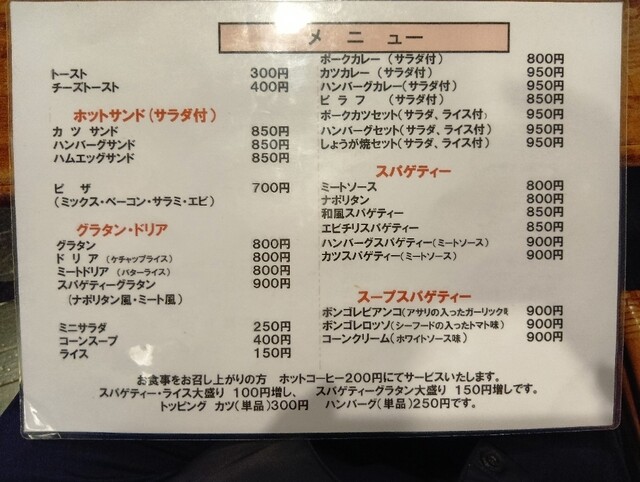 メニュー
トースト 300円
チーズトースト 400円
ホットサンド(サラダ付)
カツ サンド 850円
ハンバーグサンド 850円
ハムエッグサンド 850円
ピ ザ 700円
(ミックス・ベーコン・サラミ・エビ)
グラタン・ドリア
グラタン 800円
ド リ ア (ケチャップライス) 800円
ミートドリア (バターライス) 800円
スパゲティーグラタン 900円
(ナポリタン風・ミート風)
ミニサラダ 250円
コーンスープ 400円
ライス 150円
ポークカレー (サラダ付) 800円
カツカレー (サラダ付) 950円
ハンバーグカレー(サラダ付) 950円
ピ ラ フ (サラダ付) 850円
ポークカツセット(サラダ、ライス付) 950円
ハンバーグセット(サラダ、ライス付) 950円
しょうが焼セット(サラダ、ライス付) 950円
スパゲティー
ミートソース 800円
ナポリタン 800円
和風スパゲティー 850円
エビチリスパゲティー 850円
ハンバーグスパゲティー(ミートソース) 900円
カツスパゲティー(ミートソース) 900円
スープスパゲティー
ボンゴレビアンコ(アサリの入ったガーリック味 900円
ボンゴレロッソ(シーフードの入ったトマト味) 900円
コーンクリーム(ホワイトソース味) 900円
お食事をお召し上がりの方 ホットコーヒー200円にてサービスいたします。
スパゲティー・ライス大盛り 100円増し、 スパゲティーグラタン大盛り 150円増しです。
トッピング カツ(単品)300円 ハンバーグ(単品)250円です。